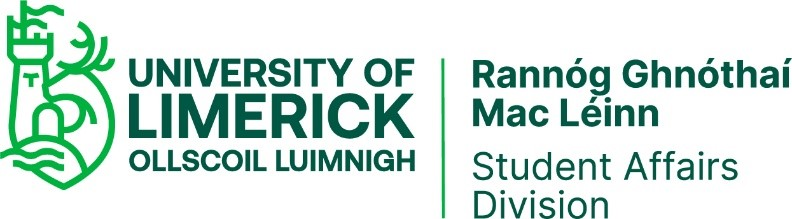 UNIVERSITY OF
LIMERICK
OLLSCOIL LUIMNIGH
Rannóg Ghnóthaí
Mac Léinn
Student Affairs
Division